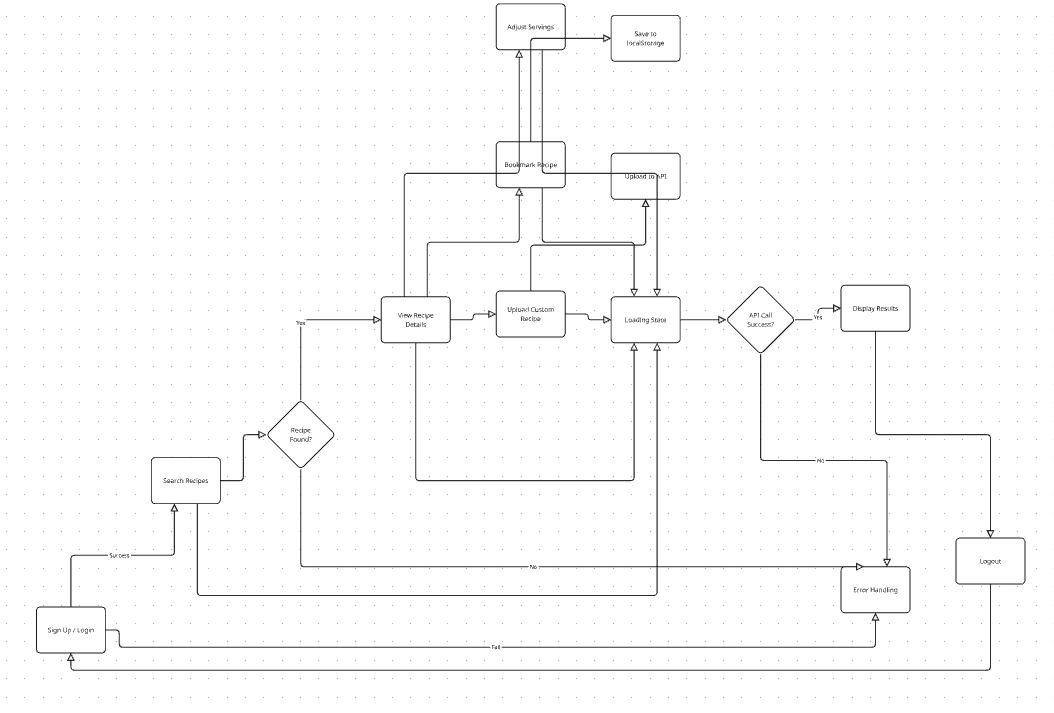 Adjust Servings
Save to
localStorage
Bookmark Recipe
Upload to API
View Recipe
Details
Upload Custom
Recipe
Loading State
API Call
Success?
Yes
Display Results
Yes
Recipe
Found?
No
Search Recipes
Success
No
Error Handling
Logout
Sign Up / Login
Fail